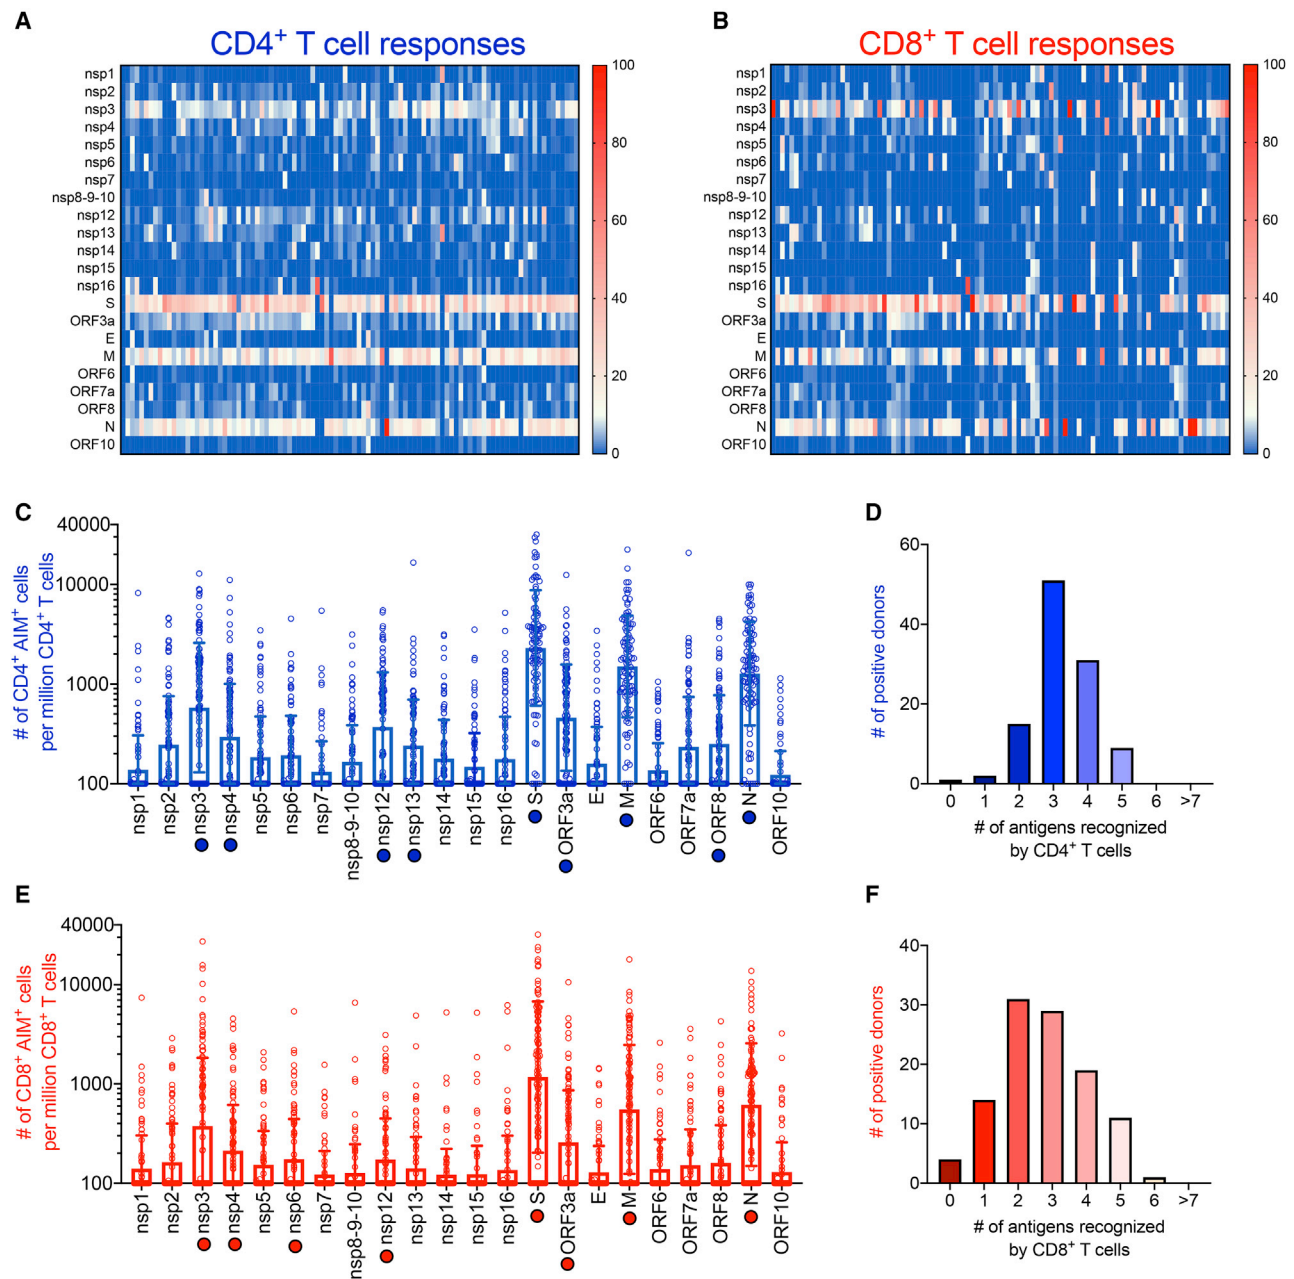 A
CD4+ T cell responses
nsp1
nsp2
nsp3
nsp4
nsp5
nsp6
nsp7
nsp8-9-10
nsp12
nsp13
nsp14
nsp15
nsp16
S
ORF3a
E
M
ORF6
ORF7a
ORF8
N
ORF10
100
80
60
40
20
0
B
CD8+ T cell responses
nsp1
nsp2
nsp3
nsp4
nsp5
nsp6
nsp7
nsp8-9-10
nsp12
nsp13
nsp14
nsp15
nsp16
S
ORF3a
E
M
ORF6
ORF7a
ORF8
N
ORF10
100
80
60
40
20
0
C
# of CD4+ AIM+ cells
per million CD4+ T cells
40000
10000
1000
100
nsp1
nsp2
nsp3
nsp4
nsp5
nsp6
nsp7
nsp8-9-10
nsp12
nsp13
nsp14
nsp15
nsp16
S
ORF3a
E
M
ORF6
ORF7a
ORF8
N
ORF10
D
# of positive donors
60
40
20
0
0 1 2 3 4 5 6 >7
# of antigens recognized
by CD4+ T cells
E
# of CD8+ AIM+ cells
per million CD8+ T cells
40000
10000
1000
100
nsp1
nsp2
nsp3
nsp4
nsp5
nsp6
nsp7
nsp8-9-10
nsp12
nsp13
nsp14
nsp15
nsp16
S
ORF3a
E
M
ORF6
ORF7a
ORF8
N
ORF10
F
# of positive donors
40
30
20
10
0
0 1 2 3 4 5 6 >7
# of antigens recognized
by CD8+ T cells